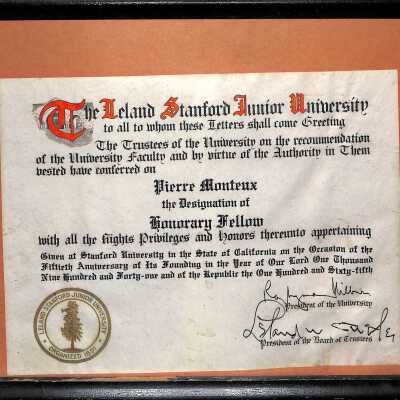 The Leland Stanford Junior University
to all to whom these Letters shall come Greeting
The Trustees of the University on the recommendation
of the University Faculty and by virtue of the Authority in Them
vested have conferred on
Pierre Monteux
the Designation of
Honorary Fellow
with all the Rights Privileges and Honors thereunto appertaining
Given at Stanford University in the State of California on the Occasion of the
Fiftieth Anniversary of Its Founding in the Year of Our Lord One Thousand
Nine Hundred and Forty-one and of the Republic the One Hundred and Sixty-fifth
President of the University
President of the Board of Trustees
LELAND STANFORD JUNIOR UNIVERSITY
ORGANIZED 1891